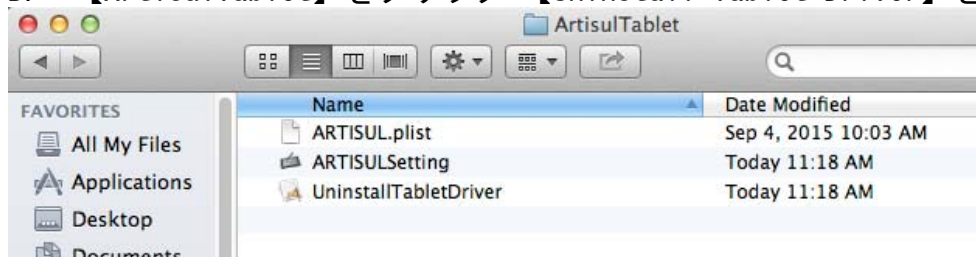 ArtisulTablet
FAVORITES
All My Files
Applications
Desktop
Documents
Name Date Modified
ARTISUL.plist Sep 4, 2015 10:03 AM
ARTISULSetting Today 11:18 AM
UninstallTabletDriver Today 11:18 AM